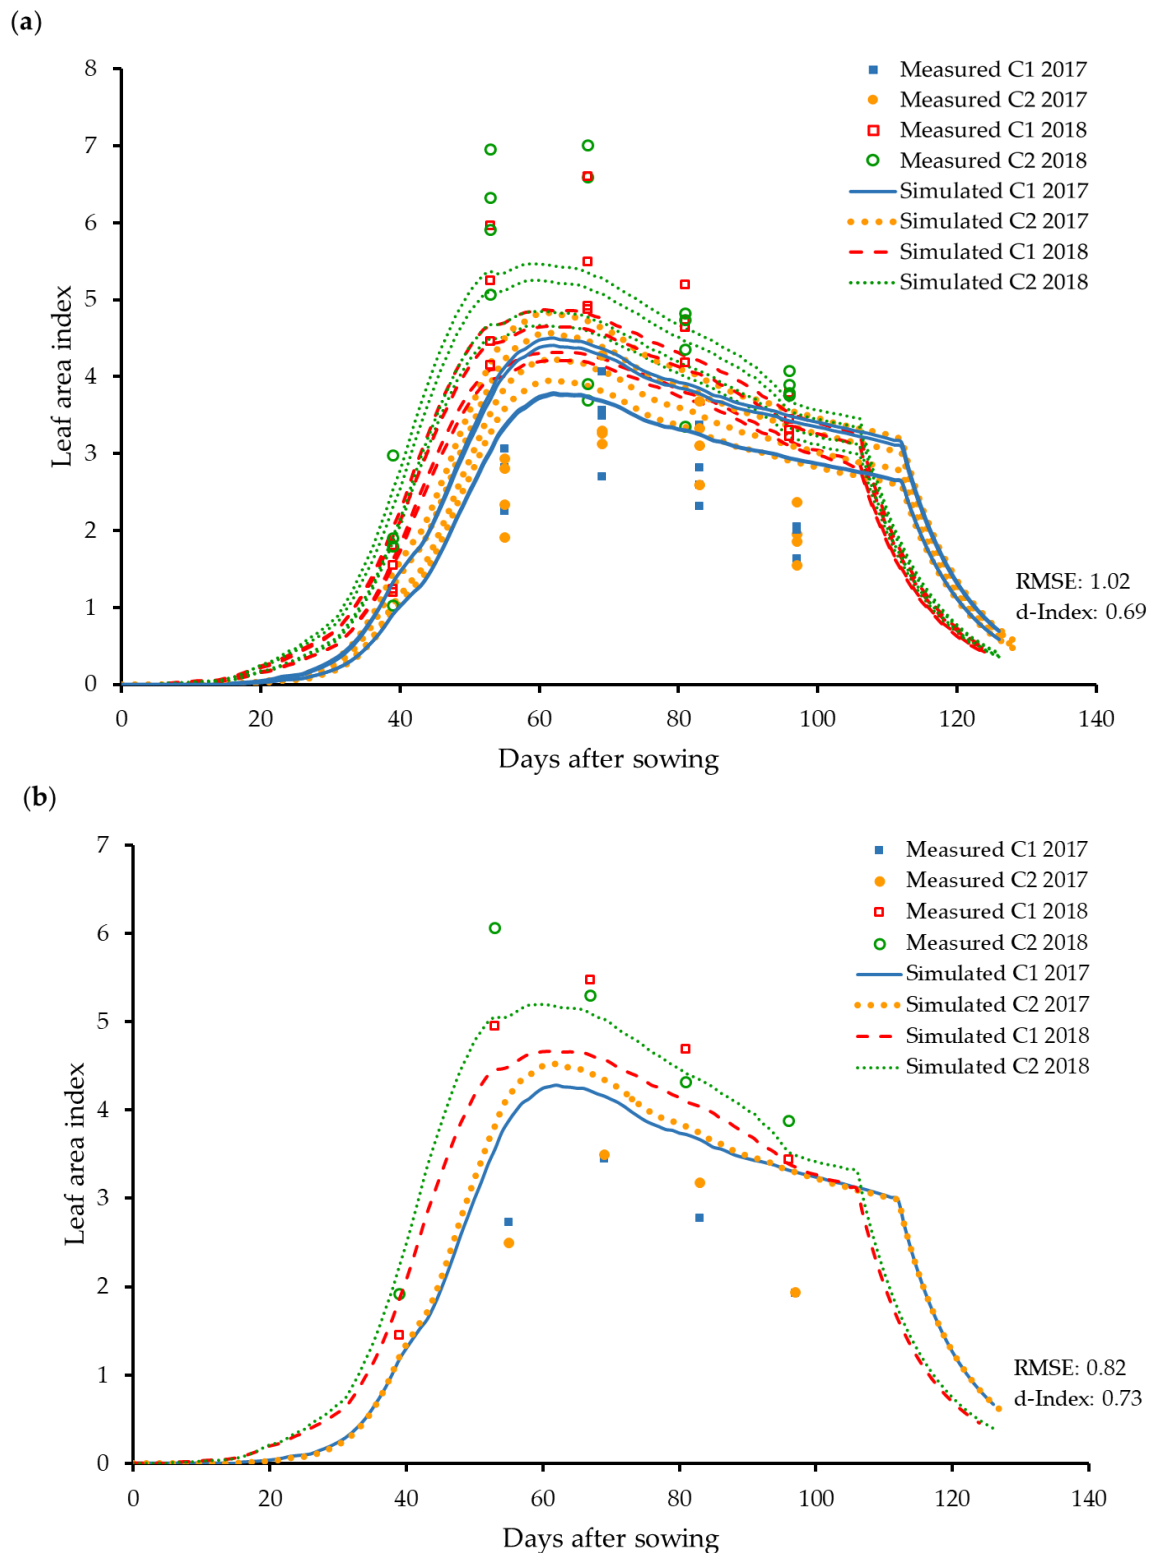 (a)
8
7
6
5
4
3
2
1
0
Leaf area index
Measured C1 2017
Measured C2 2017
Measured C1 2018
Measured C2 2018
Simulated C1 2017
Simulated C2 2017
Simulated C1 2018
Simulated C2 2018
RMSE: 1.02
d-Index: 0.69
0 20 40 60 80 100 120 140
Days after sowing
(b)
7
6
5
4
3
2
1
0
Leaf area index
Measured C1 2017
Measured C2 2017
Measured C1 2018
Measured C2 2018
Simulated C1 2017
Simulated C2 2017
Simulated C1 2018
Simulated C2 2018
RMSE: 0.82
d-Index: 0.73
0 20 40 60 80 100 120 140
Days after sowing